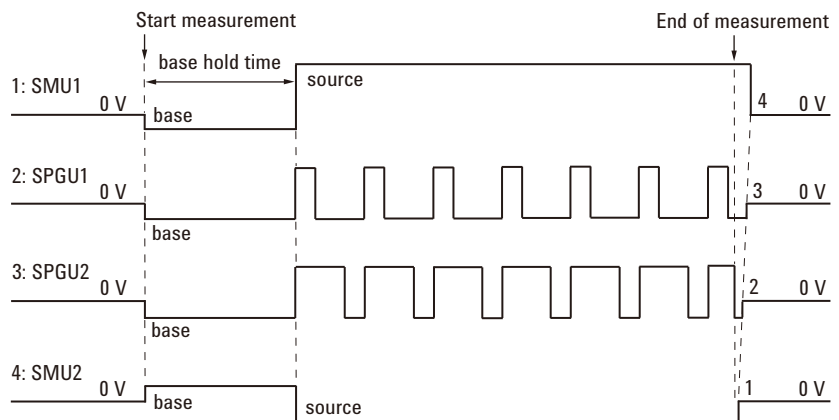 Start measurement
End of measurement
base hold time
1: SMU1
0 V
base
source
4
0 V
2: SPGU1
0 V
base
3
0 V
3: SPGU2
0 V
base
2
0 V
4: SMU2
0 V
base
source
1
0 V